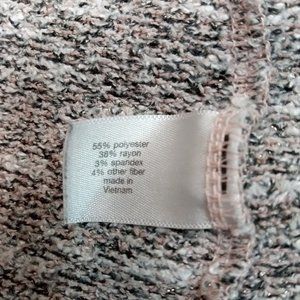 55% polyester
38% rayon
3% spandex
4% other fiber
made in
Vietnam